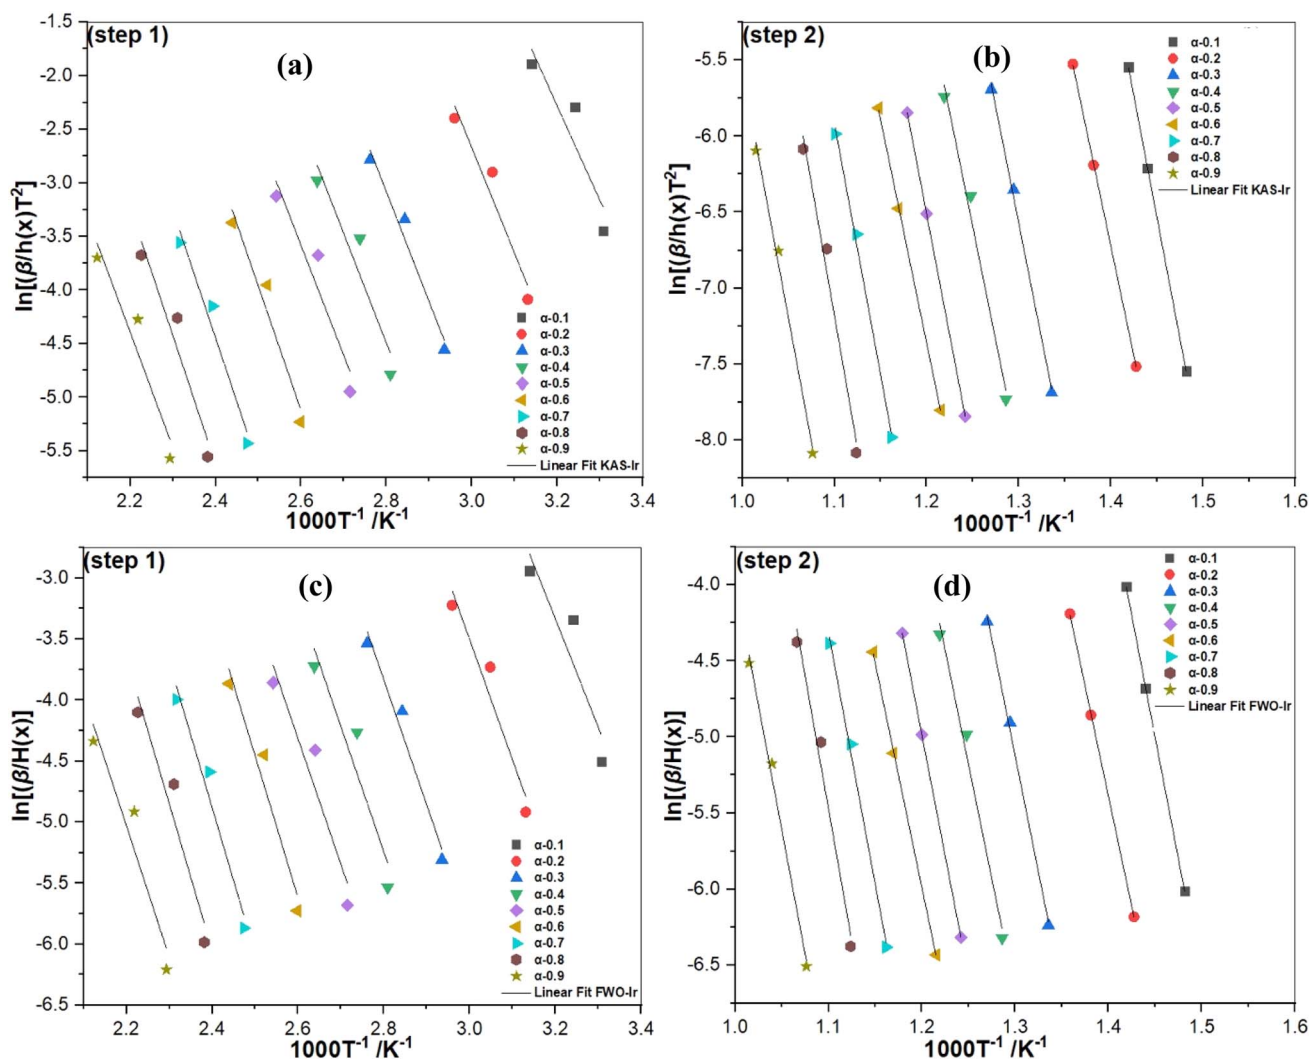 (step 1)
(a)
ln[(β/h(x)T²]
-1.5
-2.0
-2.5
-3.0
-3.5
-4.0
-4.5
-5.0
-5.5
α-0.1
α-0.2
α-0.3
α-0.4
α-0.5
α-0.6
α-0.7
α-0.8
α-0.9
Linear Fit KAS-Ir
2.2 2.4 2.6 2.8 3.0 3.2 3.4
1000T⁻¹ /K⁻¹
(step 2)
(b)
ln[(β/h(x)T²]
-5.5
-6.0
-6.5
-7.0
-7.5
-8.0
α-0.1
α-0.2
α-0.3
α-0.4
α-0.5
α-0.6
α-0.7
α-0.8
α-0.9
Linear Fit KAS-Ir
1.0 1.1 1.2 1.3 1.4 1.5 1.6
1000T⁻¹ /K⁻¹
(step 1)
(c)
ln[(β/H(x)]
-3.0
-3.5
-4.0
-4.5
-5.0
-5.5
-6.0
-6.5
α-0.1
α-0.2
α-0.3
α-0.4
α-0.5
α-0.6
α-0.7
α-0.8
α-0.9
Linear Fit FWO-Ir
2.2 2.4 2.6 2.8 3.0 3.2 3.4
1000T⁻¹ /K⁻¹
(step 2)
(d)
ln[(β/H(x)]
-4.0
-4.5
-5.0
-5.5
-6.0
-6.5
α-0.1
α-0.2
α-0.3
α-0.4
α-0.5
α-0.6
α-0.7
α-0.8
α-0.9
Linear Fit FWO-Ir
1.0 1.1 1.2 1.3 1.4 1.5 1.6
1000T⁻¹ /K⁻¹